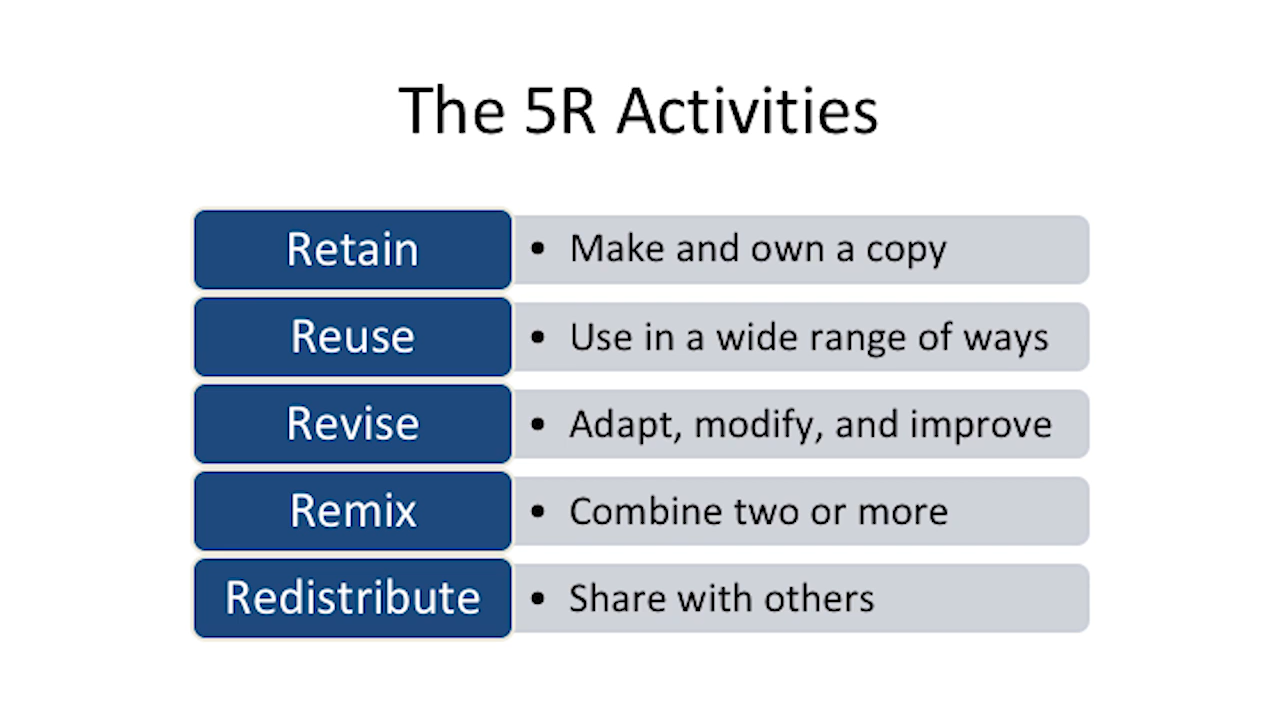 The 5R Activities
Retain
• Make and own a copy
Reuse
• Use in a wide range of ways
Revise
• Adapt, modify, and improve
Remix
• Combine two or more
Redistribute
• Share with others